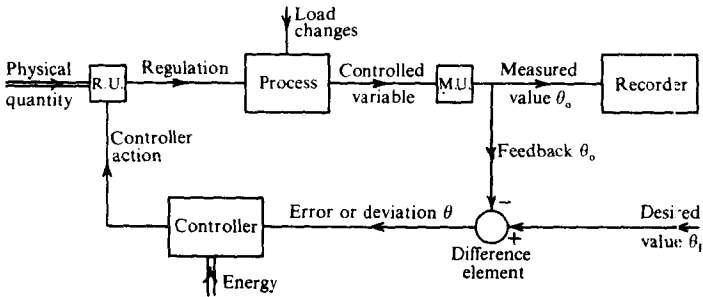 Load
changes
Physical
quantity
R.U.
Regulation
Process
Controlled
variable
M.U.
Measured
value θₒ
Recorder
Controller
action
Feedback θₒ
Controller
Error or deviation θ
−
+
Difference
element
Desired
value θᵢ
Energy